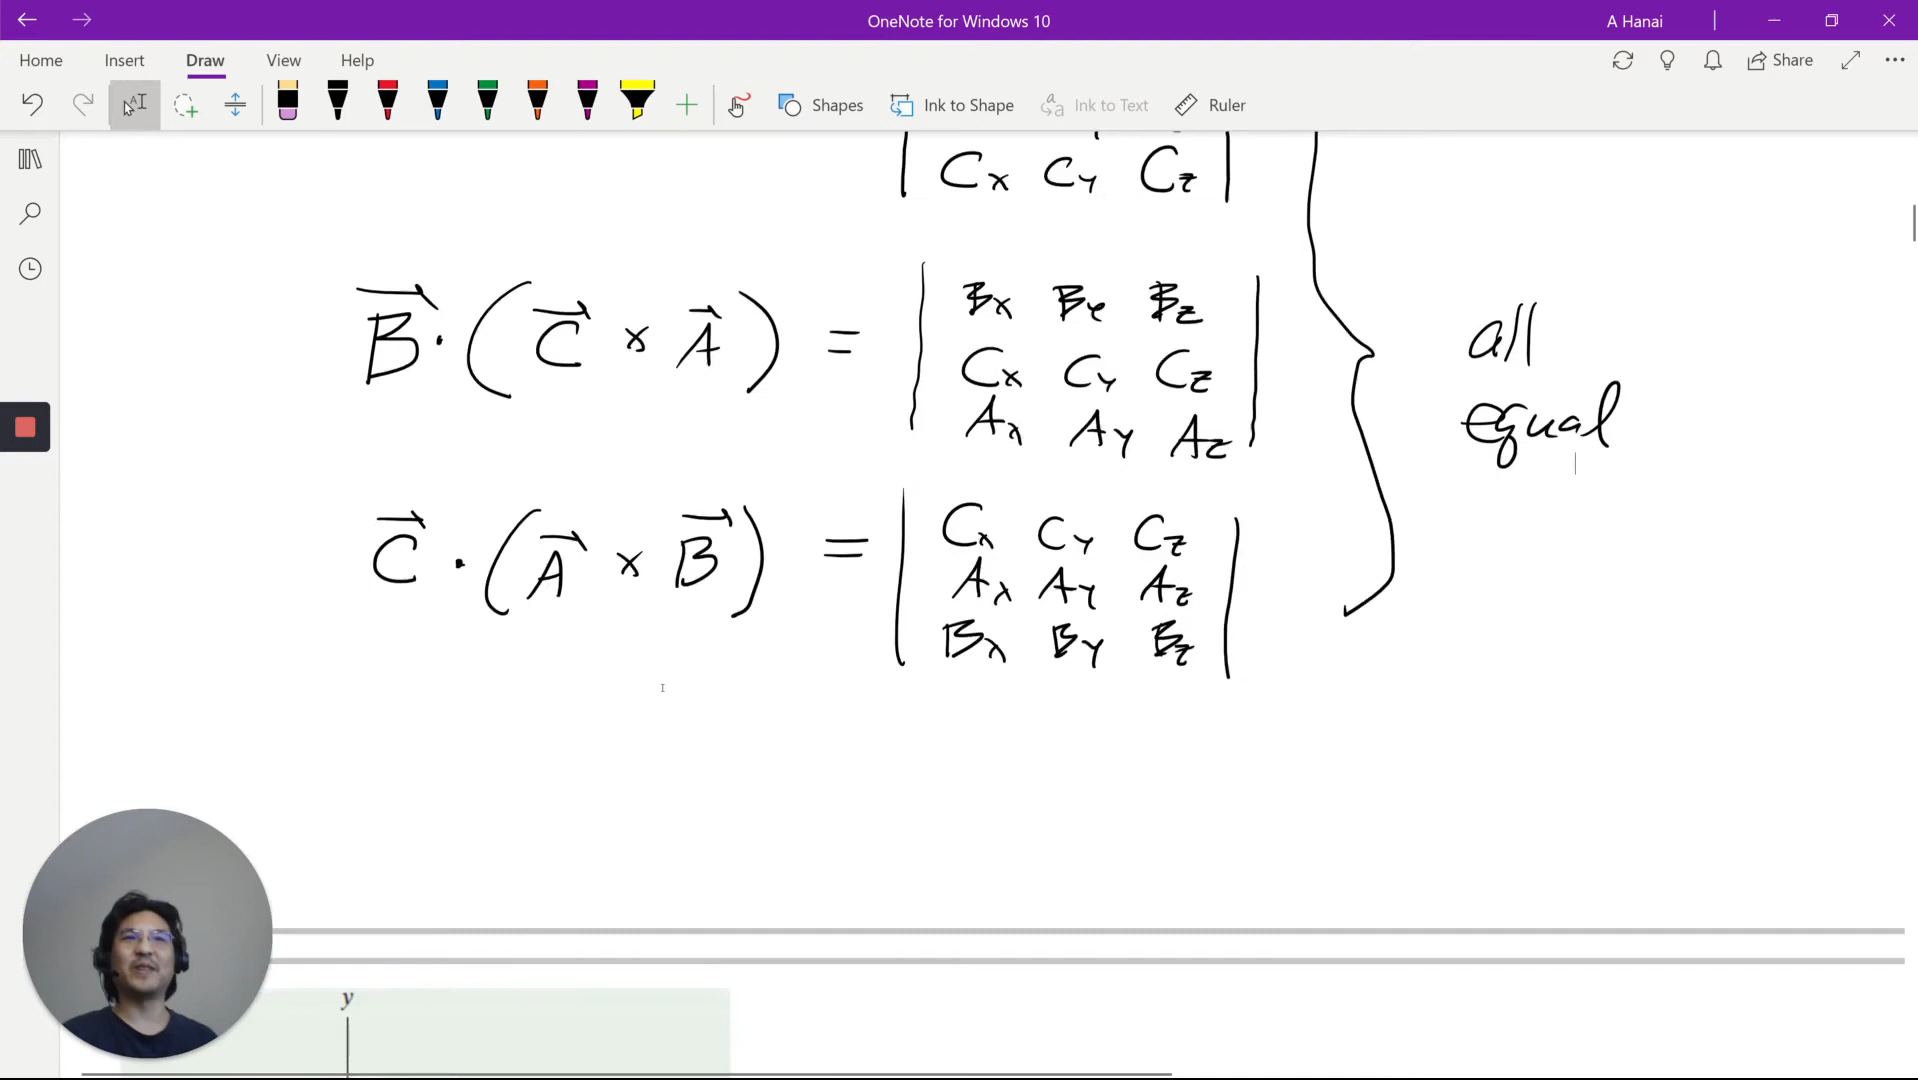 OneNote for Windows 10
A Hanai
Home Insert Draw View Help
Share
Shapes Ink to Shape Ink to Text Ruler
Cx Cy Cz
B⃗ · (C⃗ × A⃗) = | Bx By Bz |
| Cx Cy Cz |
| Ax Ay Az |
all
equal
C⃗ · (A⃗ × B⃗) = | Cx Cy Cz |
| Ax Ay Az |
| Bx By Bz |
y